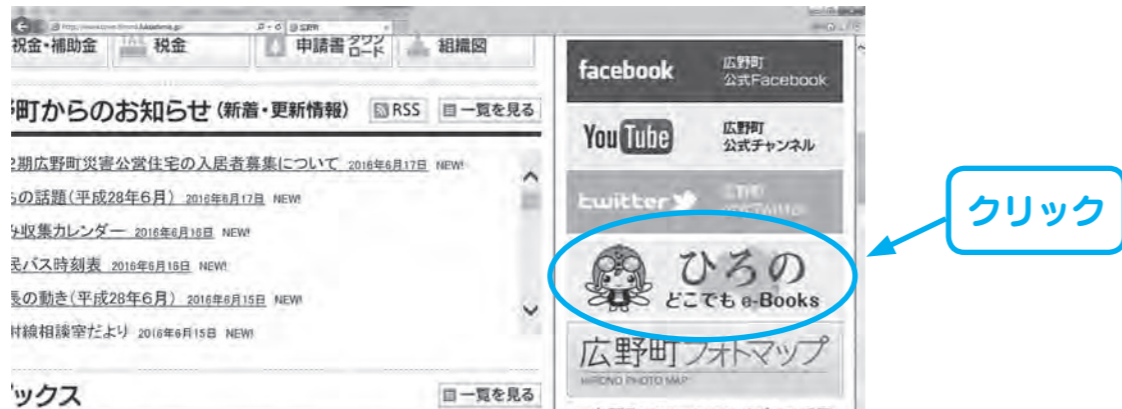 祝金・補助金
税金
申請書 ダウンロード
組織図
町からのお知らせ (新着・更新情報)
RSS
一覧を見る
期広野町災害公営住宅の入居者募集について 2016年6月17日 NEW!
の話題(平成28年6月) 2016年6月17日 NEW!
収集カレンダー 2016年6月16日 NEW!
民バス時刻表 2016年6月16日 NEW!
長の動き(平成28年6月) 2016年6月15日 NEW!
射線相談室だより 2016年6月15日 NEW!
ックス
一覧を見る
facebook
広野町
公式Facebook
YouTube
広野町
公式チャンネル
twitter
ひろの
どこでも e-Books
広野町フォトマップ
HIRONO PHOTO MAP
クリック